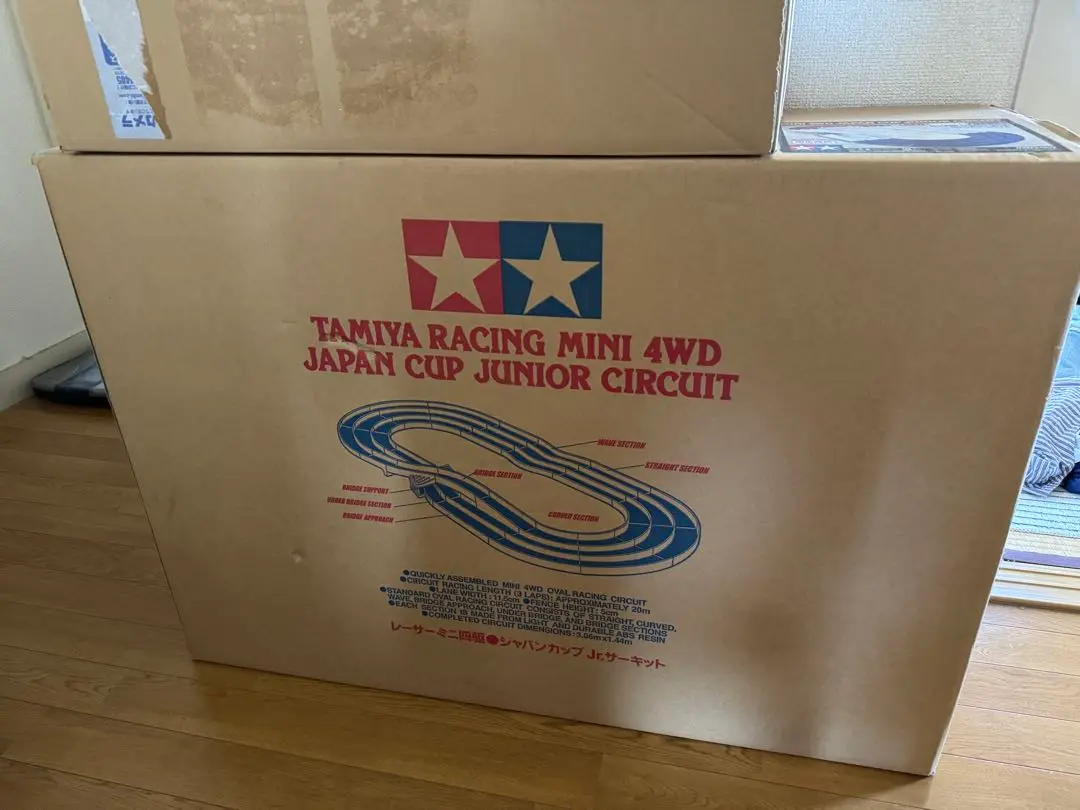 カメラ
TAMIYA RACING MINI 4WD
JAPAN CUP JUNIOR CIRCUIT
WAVE SECTION
STRAIGHT SECTION
BRIDGE SECTION
BRIDGE SUPPORT
UNDER BRIDGE SECTION
BRIDGE APPROACH
CURVED SECTION
●QUICKLY ASSEMBLED MINI 4WD OVAL RACING CIRCUIT
●CIRCUIT RACING LENGTH (3 LAPS): APPROXIMATELY 20m
●LANE WIDTH : 11.5cm ●FENCE HEIGHT : 5cm
●STANDARD OVAL RACING CIRCUIT CONSISTS OF STRAIGHT, CURVED,
WAVE, BRIDGE APPROACH, UNDER BRIDGE, AND BRIDGE SECTIONS
●EACH SECTION IS MADE FROM LIGHT AND DURABLE ABS RESIN
●COMPLETED CIRCUIT DIMENSIONS : 3.06m×1.44m
レーサーミニ四駆●ジャパンカップ Jr.サーキット